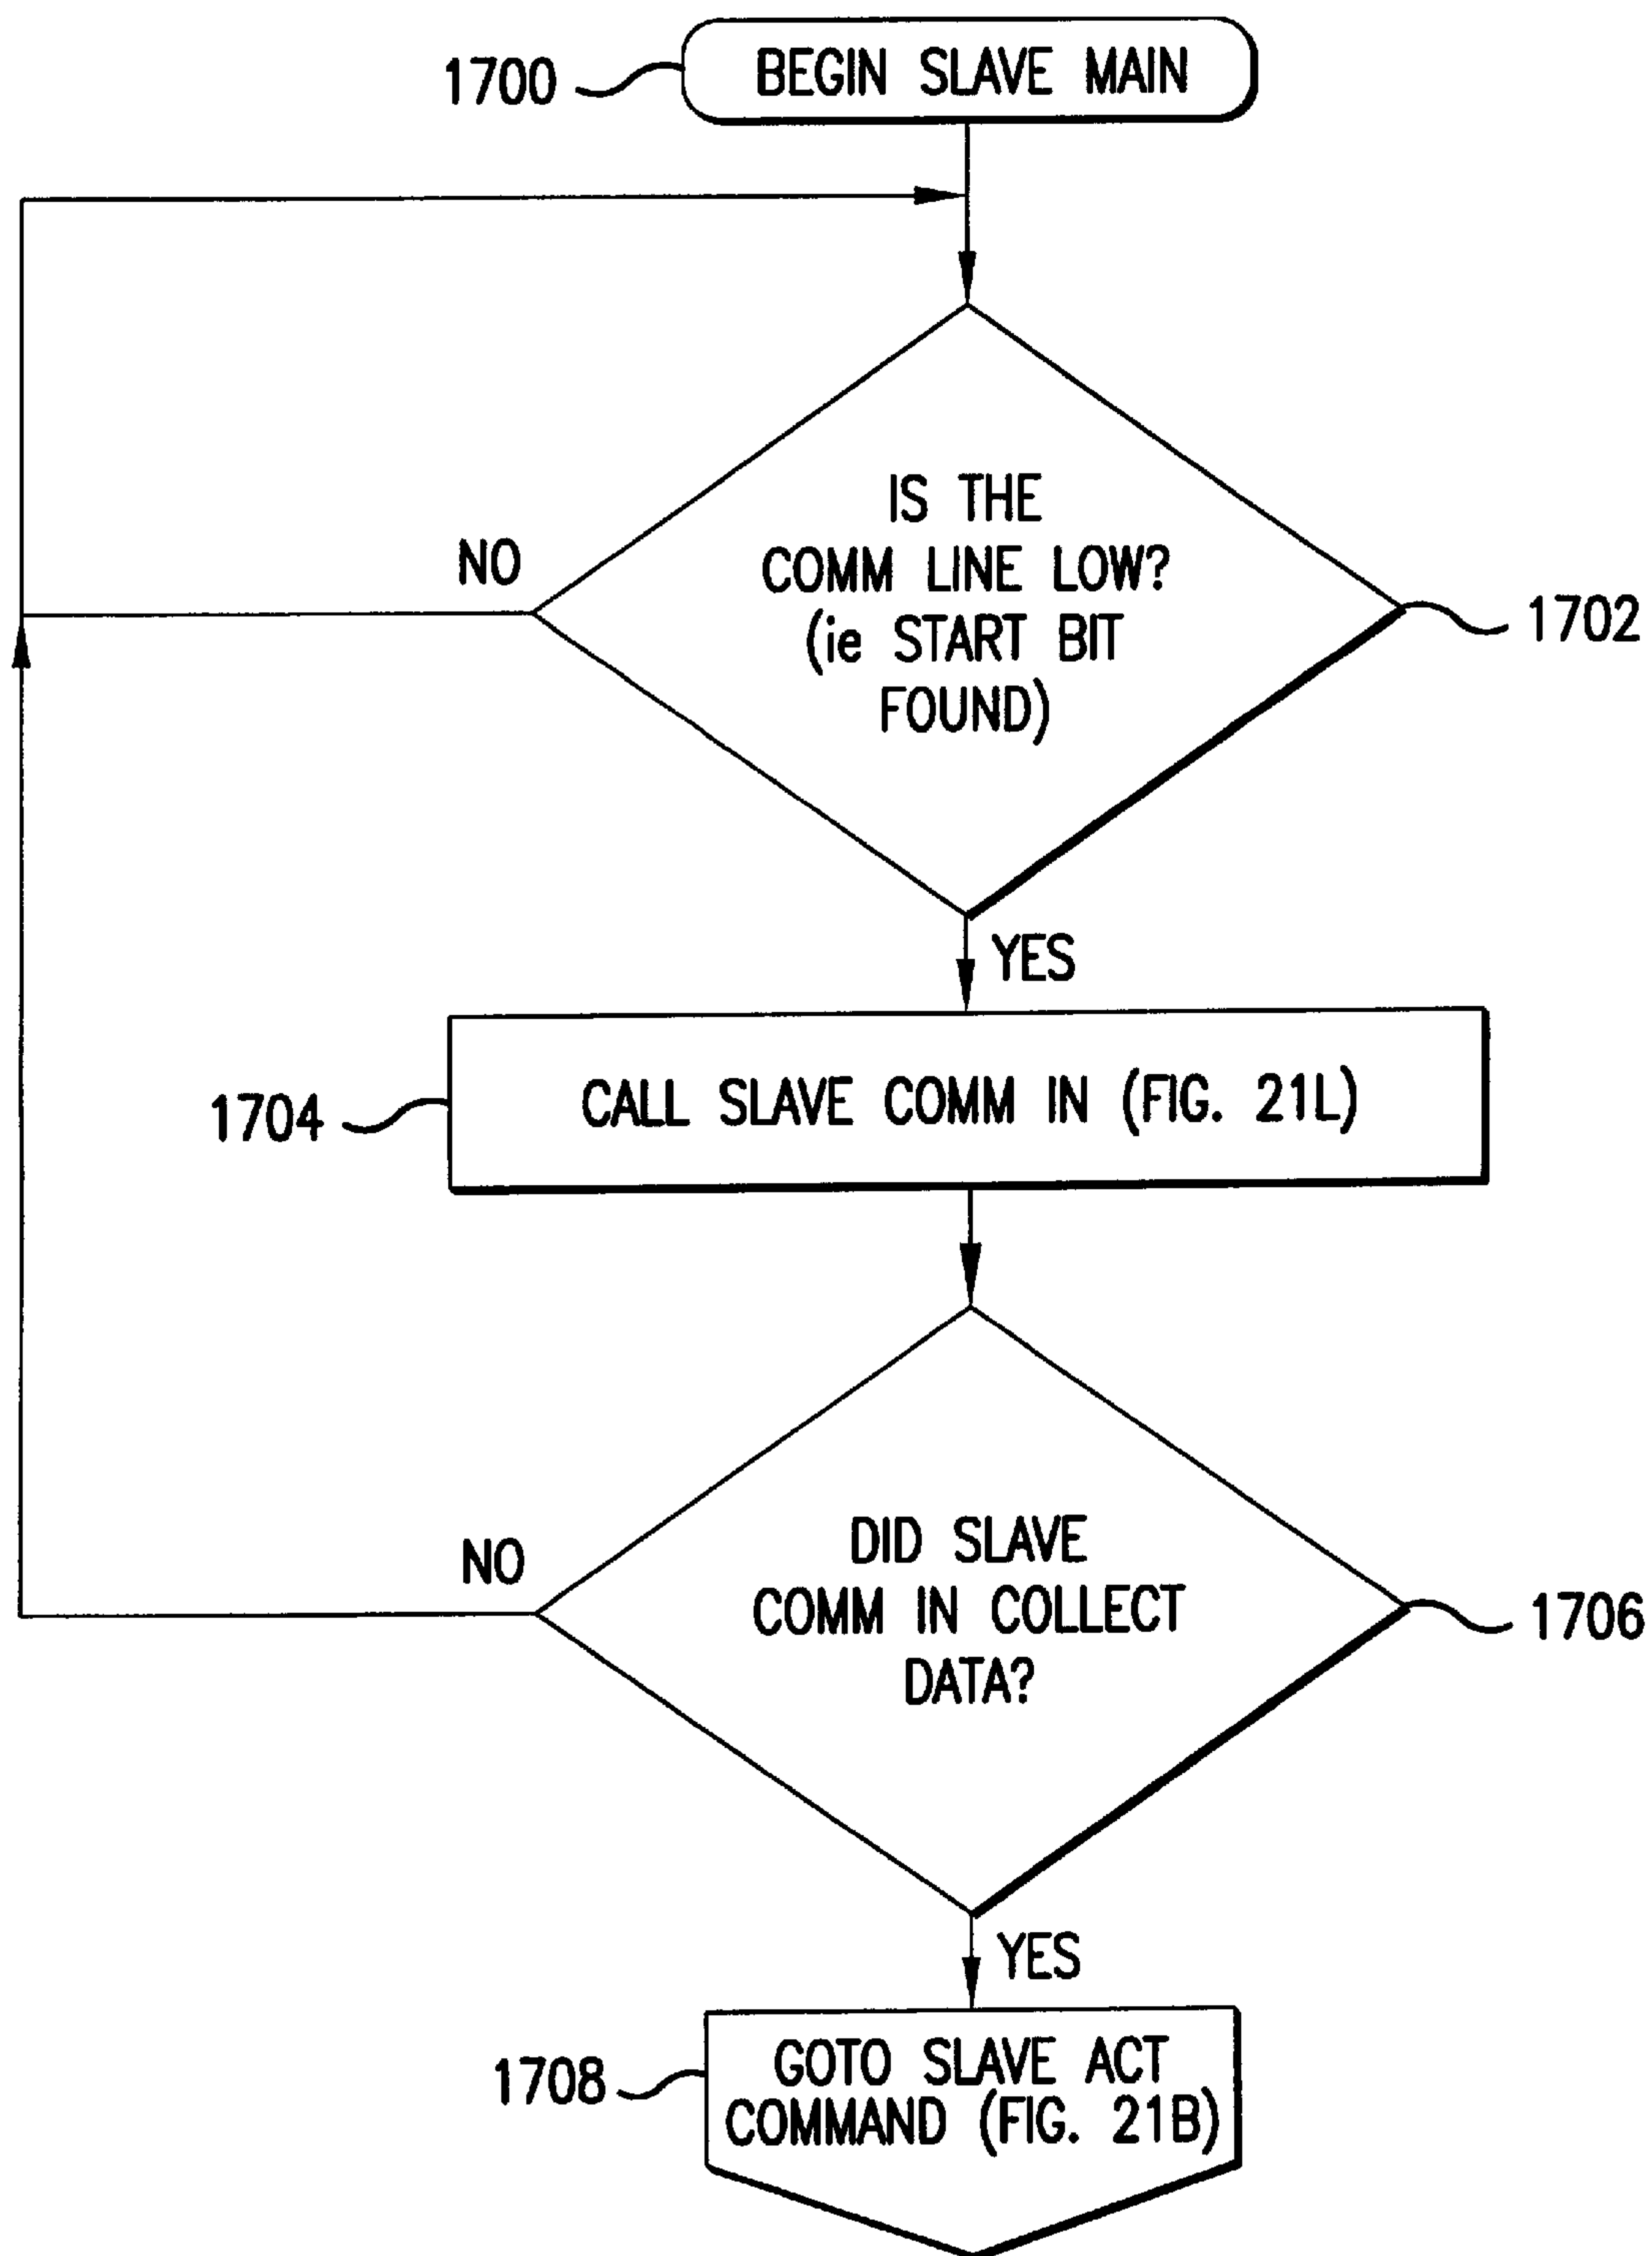 1700
BEGIN SLAVE MAIN
IS THE
COMM LINE LOW?
(ie START BIT
FOUND)
NO
1702
YES
1704
CALL SLAVE COMM IN (FIG. 21L)
DID SLAVE
COMM IN COLLECT
DATA?
NO
1706
YES
1708
GOTO SLAVE ACT
COMMAND (FIG. 21B)